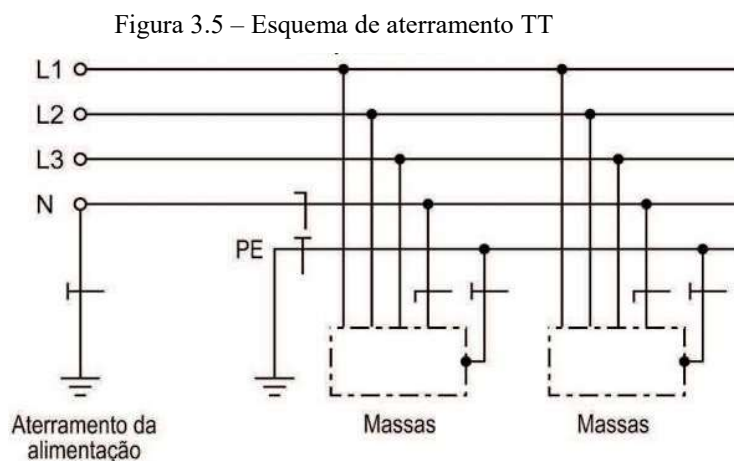 Figura 3.5 – Esquema de aterramento TT
L1
L2
L3
N
PE
Aterramento da
alimentação
Massas
Massas